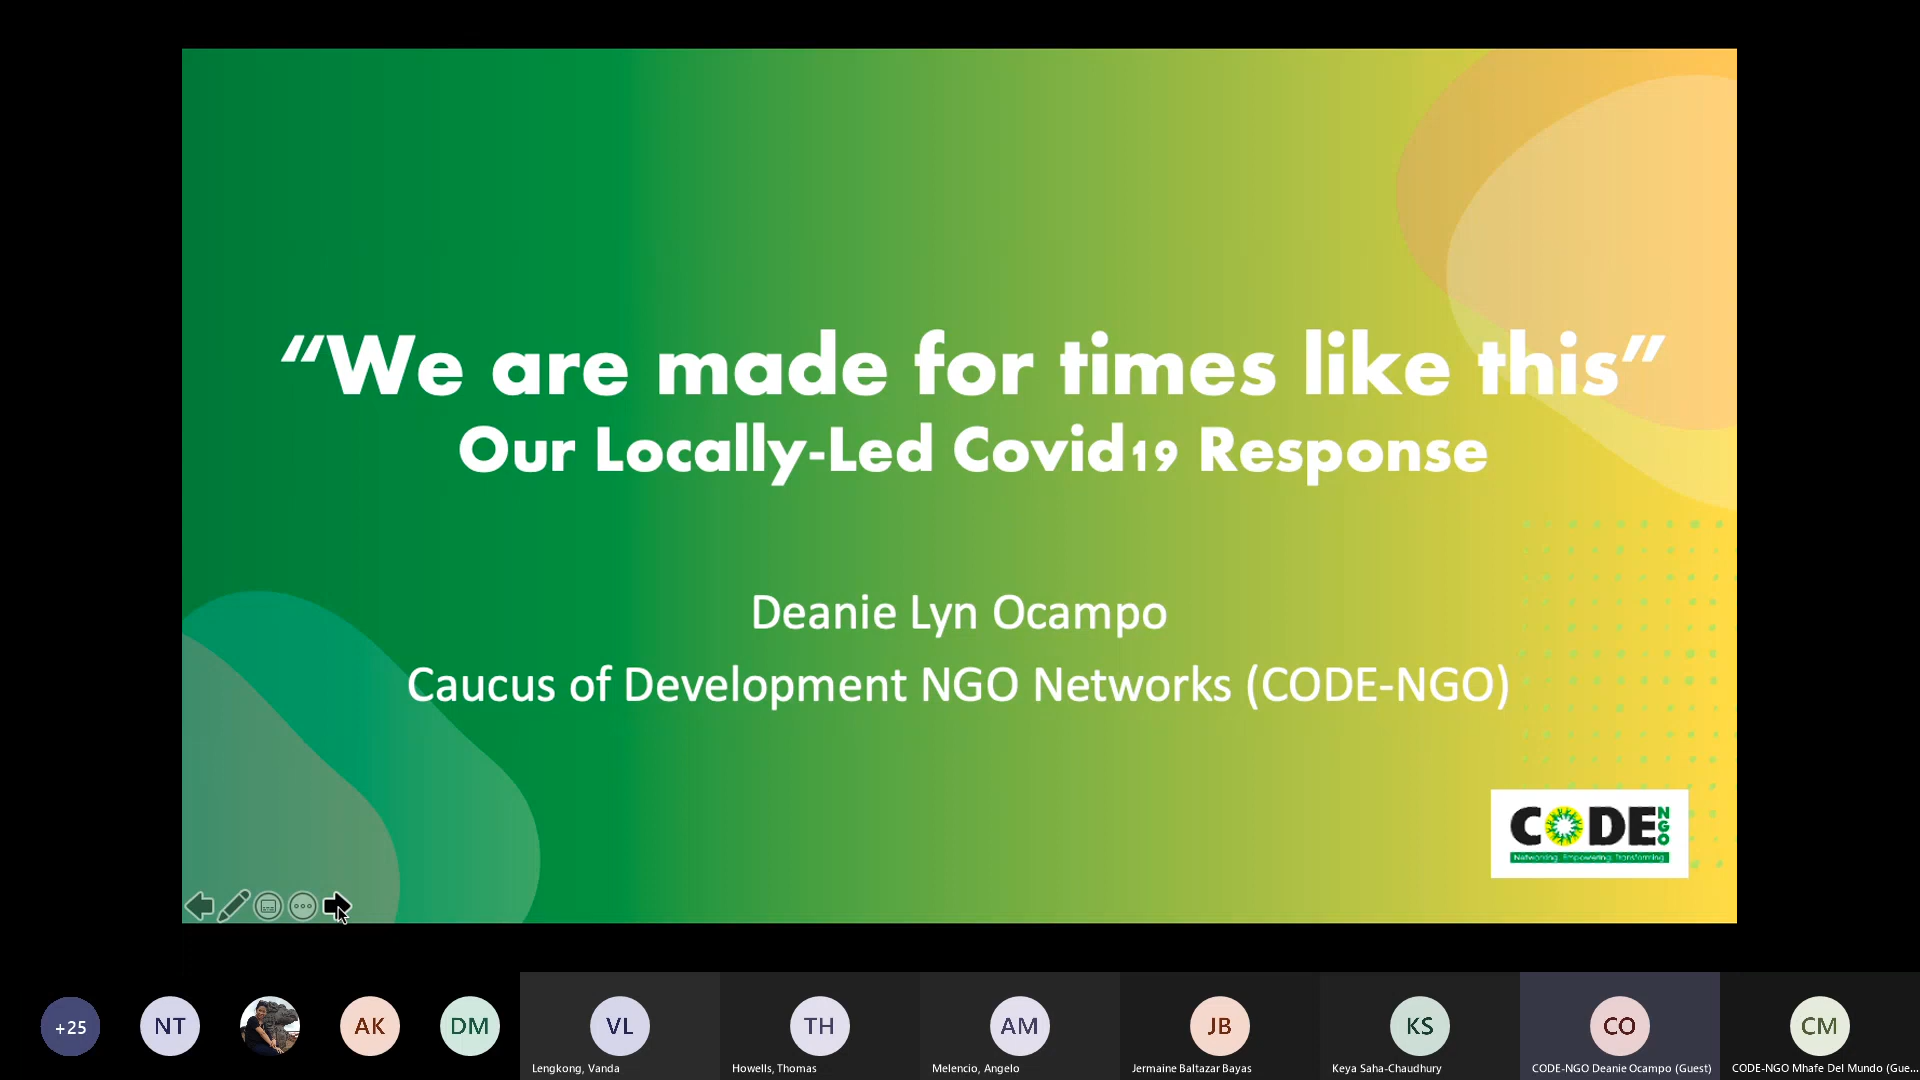 “We are made for times like this”
Our Locally-Led Covid19 Response
Deanie Lyn Ocampo
Caucus of Development NGO Networks (CODE-NGO)
CODE NGO
Networking. Empowering. Transforming.
+25
NT
AK
DM
VL
TH
AM
JB
KS
CO
CM
Lengkong, Vanda
Howells, Thomas
Melencio, Angelo
Jermaine Baltazar Bayas
Keya Saha-Chaudhury
CODE-NGO Deanie Ocampo (Guest)
CODE-NGO Mhafe Del Mundo (Gue...